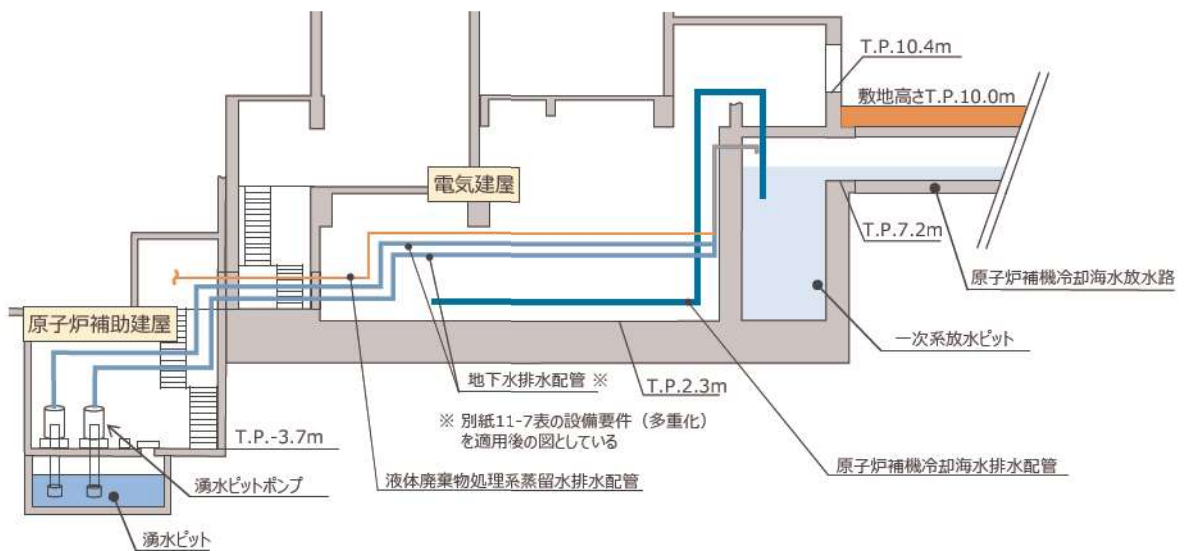 T.P.10.4m
敷地高さT.P.10.0m
電気建屋
T.P.7.2m
原子炉補機冷却海水放水路
原子炉補助建屋
一次系放水ピット
地下水排水配管 ※
T.P.2.3m
※ 別紙11-7表の設備要件（多重化）
を適用後の図としている
T.P.-3.7m
原子炉補機冷却海水排水配管
湧水ピットポンプ
液体廃棄物処理系蒸留水排水配管
湧水ピット